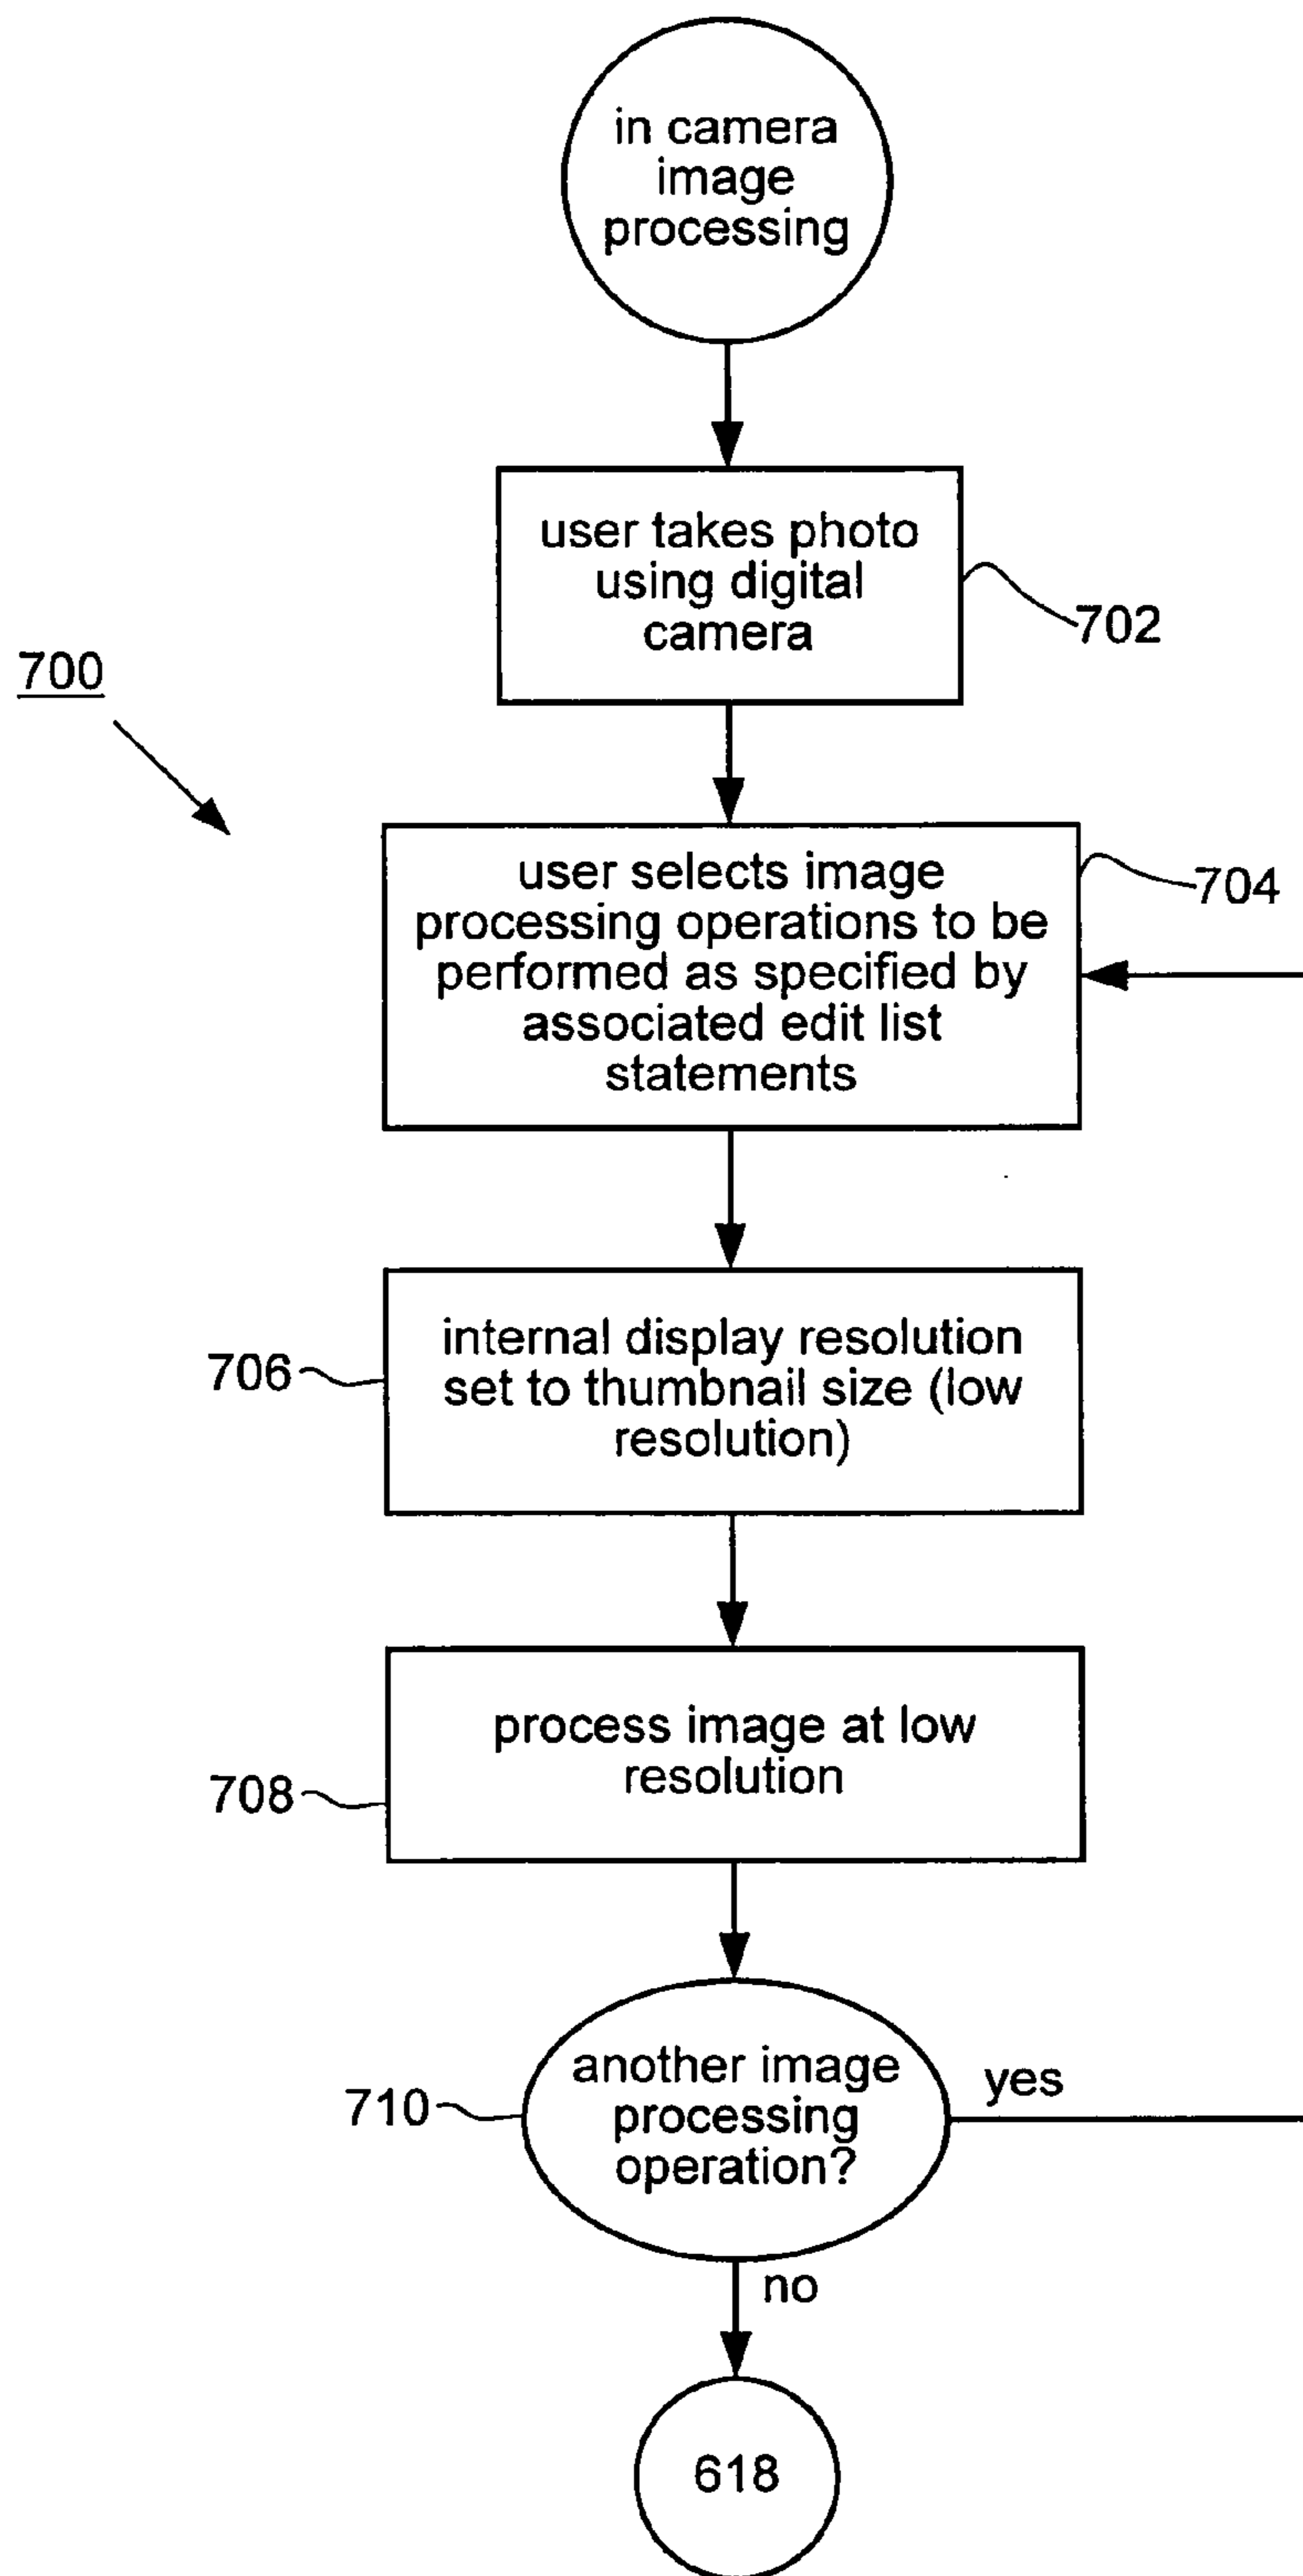 in camera
image
processing
user takes photo
using digital
camera
702
700
user selects image
processing operations to be
performed as specified by
associated edit list
statements
704
internal display resolution
set to thumbnail size (low
resolution)
706
process image at low
resolution
708
another image
processing
operation?
710
yes
no
618